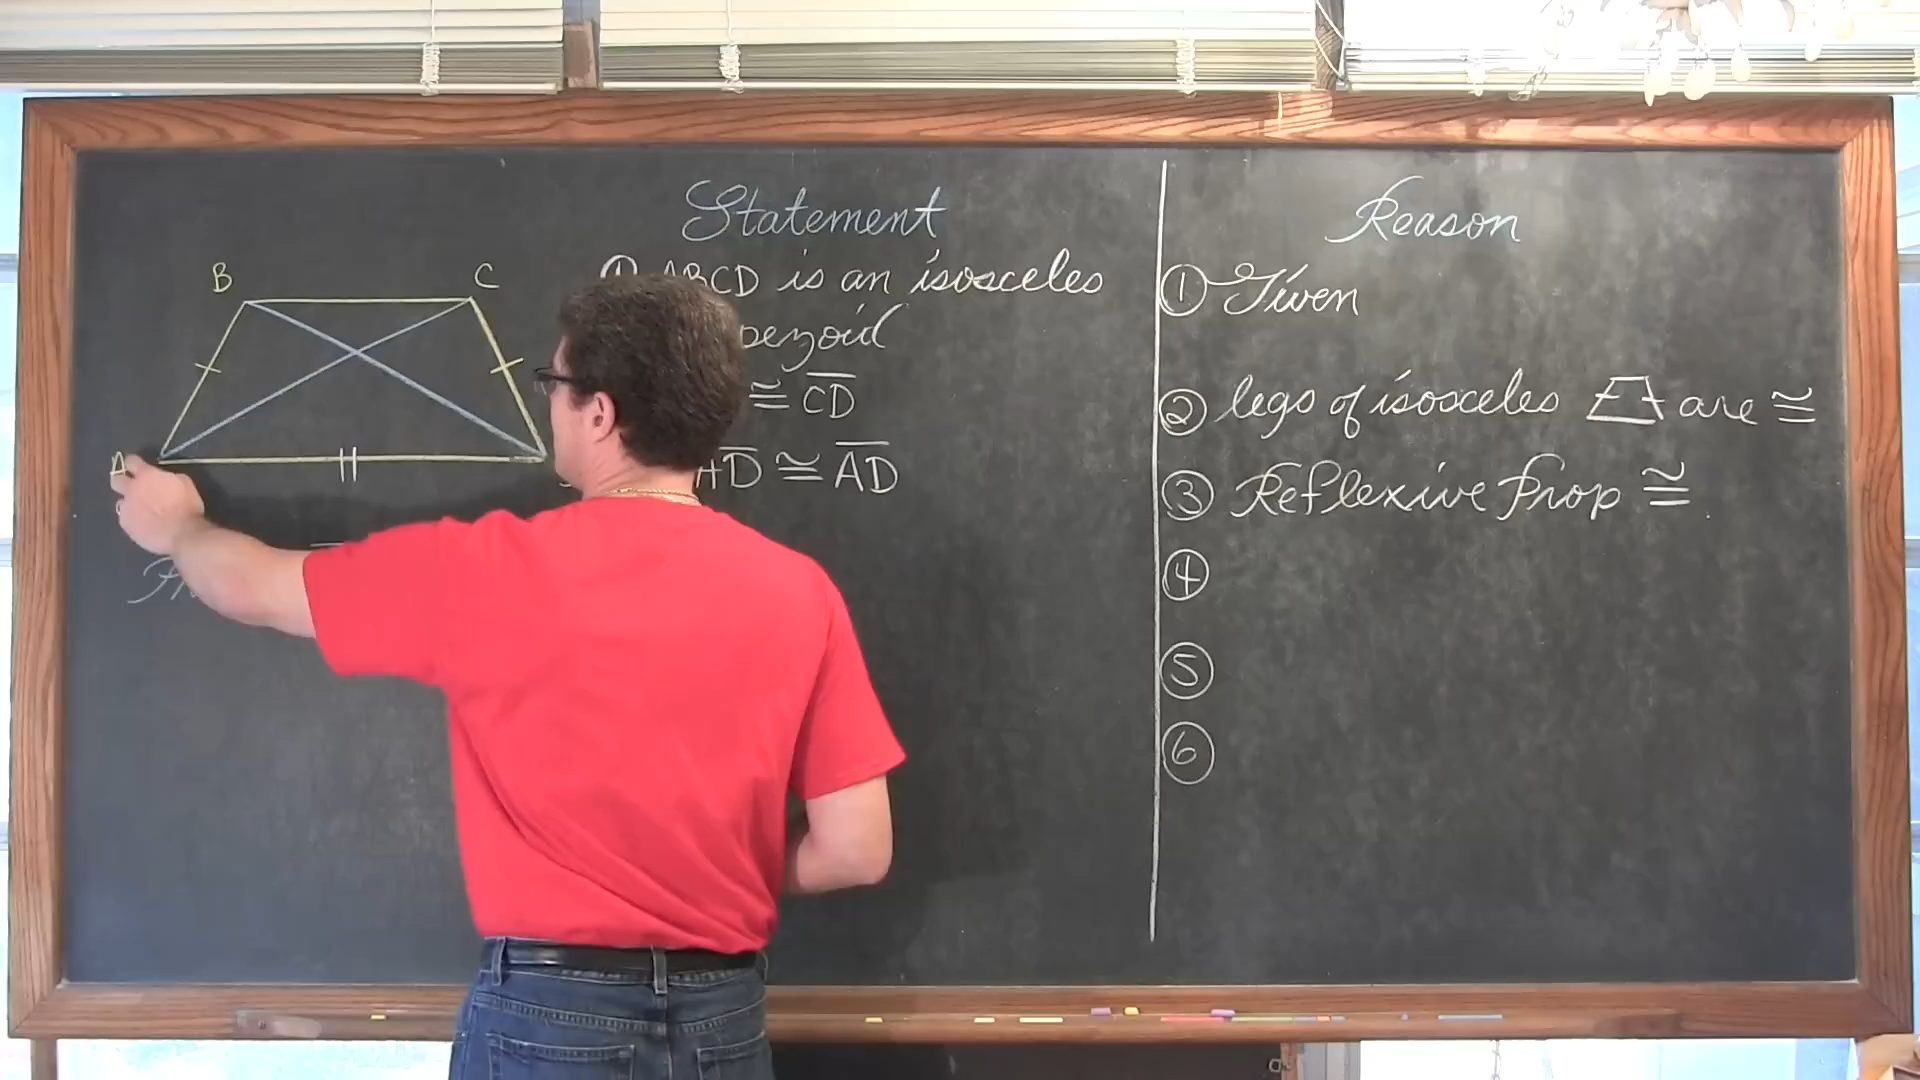 Statement
Reason
B
C
A
① ABCD is an isosceles
① Given
≅ CD
② legs of isosceles are ≅
AD ≅ AD
③ Reflexive Prop ≅
④
⑤
⑥